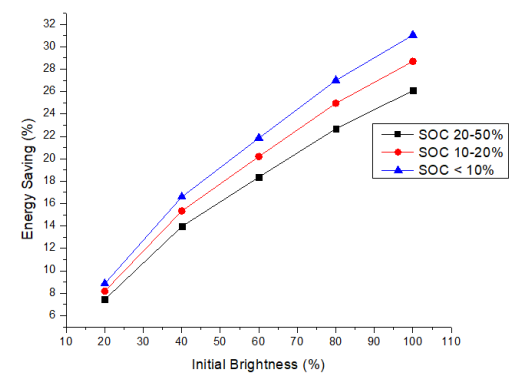 32
30
28
26
24
22
20
18
16
14
12
10
8
6
10 20 30 40 50 60 70 80 90 100 110
Energy Saving (%)
Initial Brightness (%)
SOC 20-50%
SOC 10-20%
SOC < 10%